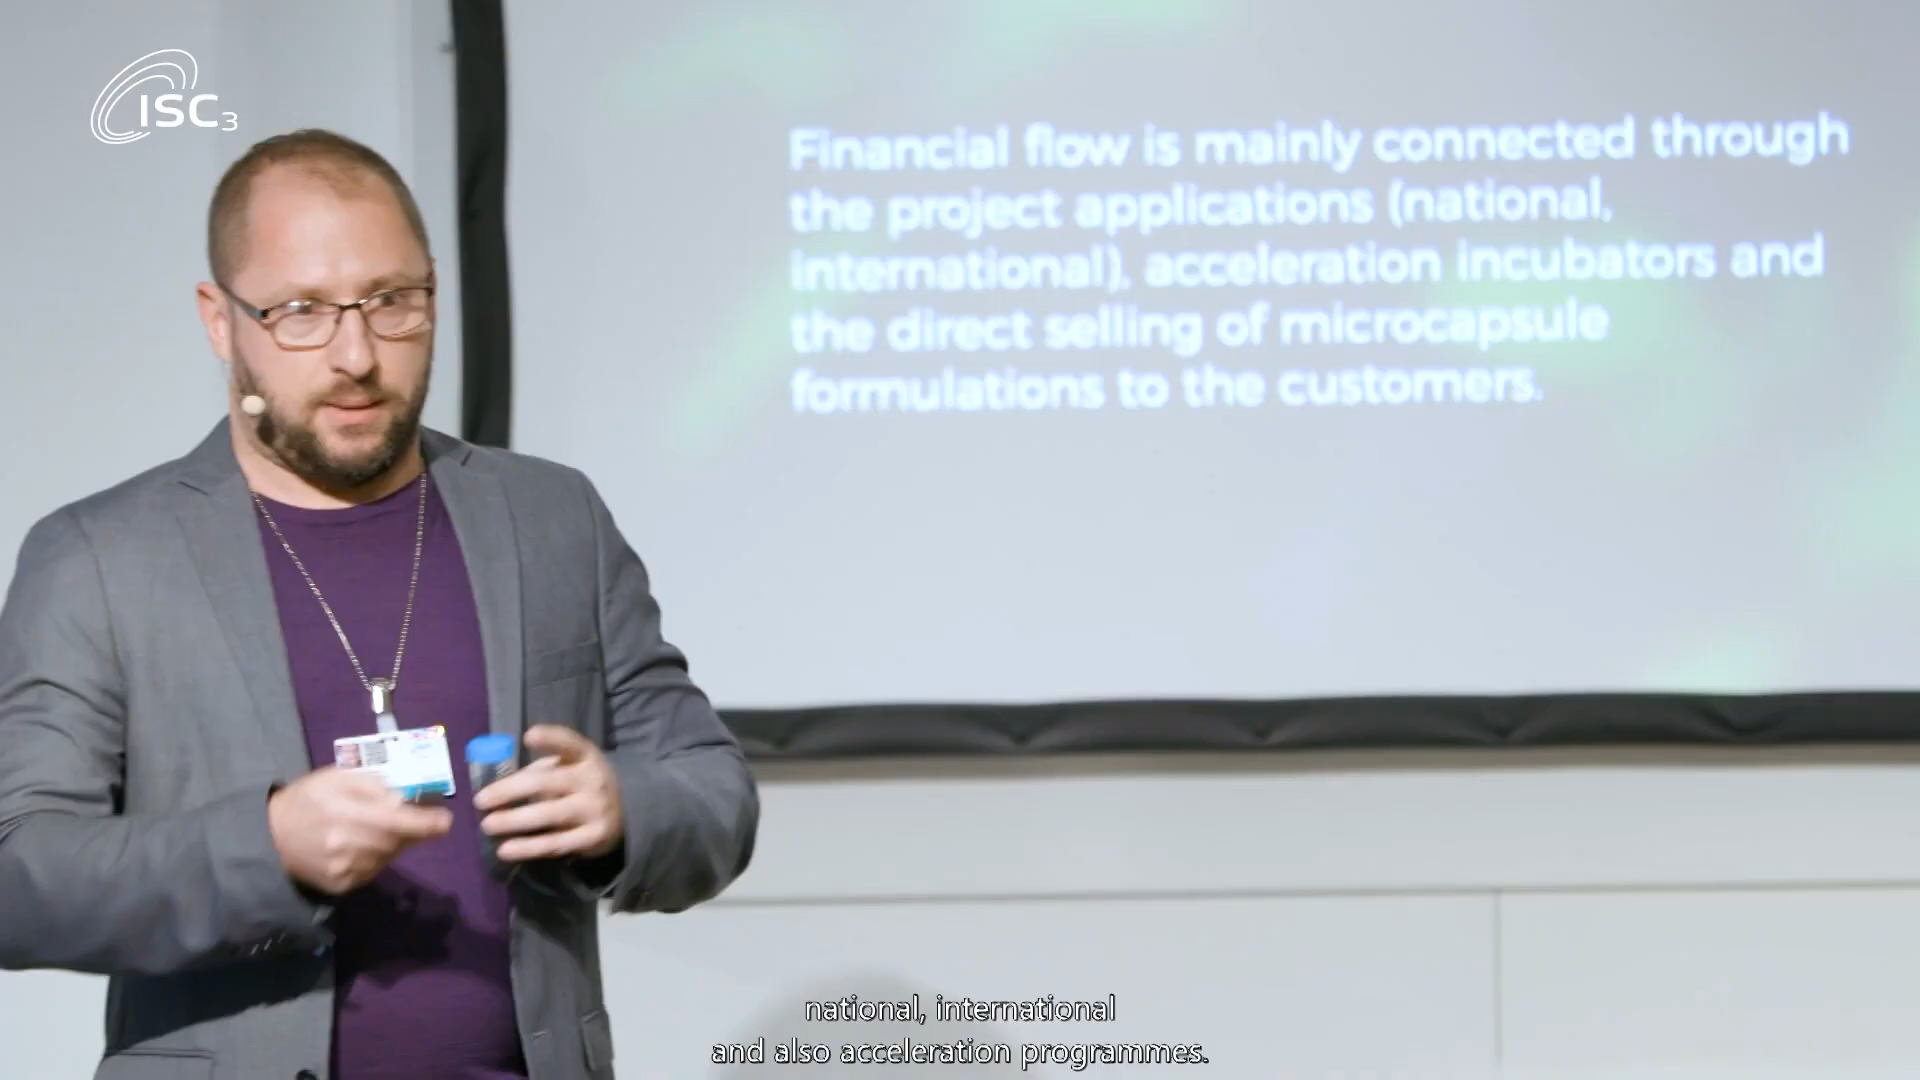 ISC3
Financial flow is mainly connected through
the project applications (national,
international), acceleration incubators and
the direct selling of microcapsule
formulations to the customers.
national, international
and also acceleration programmes.